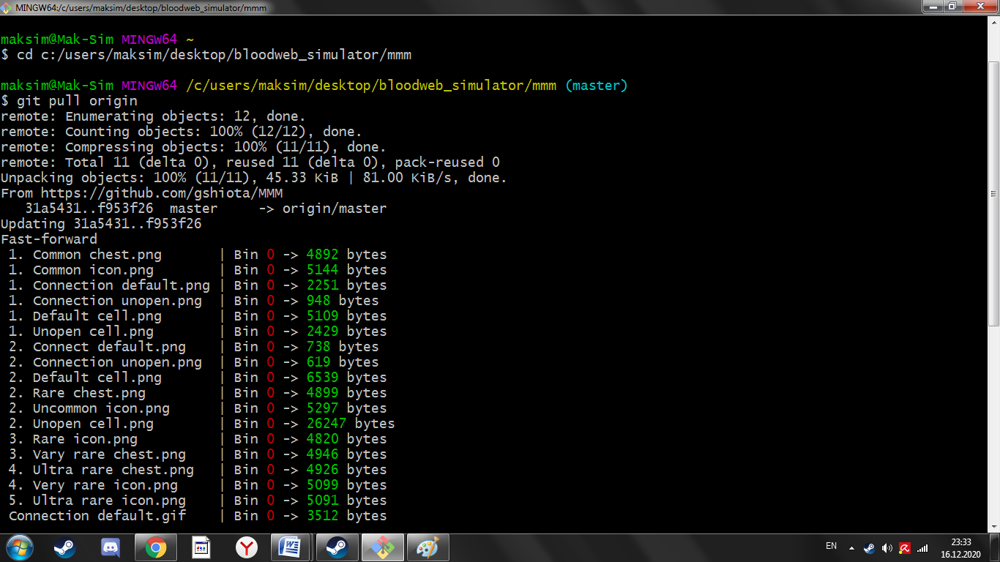 MINGW64:/c/users/maksim/desktop/bloodweb_simulator/mmm
maksim@Mak-Sim MINGW64 ~
$ cd c:/users/maksim/desktop/bloodweb_simulator/mmm
maksim@Mak-Sim MINGW64 /c/users/maksim/desktop/bloodweb_simulator/mmm (master)
$ git pull origin
remote: Enumerating objects: 12, done.
remote: Counting objects: 100% (12/12), done.
remote: Compressing objects: 100% (11/11), done.
remote: Total 11 (delta 0), reused 11 (delta 0), pack-reused 0
Unpacking objects: 100% (11/11), 45.33 KiB | 81.00 KiB/s, done.
From https://github.com/gshiota/MMM
31a5431..f953f26  master     -> origin/master
Updating 31a5431..f953f26
Fast-forward
1. Common chest.png       | Bin 0 -> 4892 bytes
1. Common icon.png        | Bin 0 -> 5144 bytes
1. Connection default.png | Bin 0 -> 2251 bytes
1. Connection unopen.png  | Bin 0 -> 948 bytes
1. Default cell.png       | Bin 0 -> 5109 bytes
1. Unopen cell.png        | Bin 0 -> 2429 bytes
2. Connect default.png    | Bin 0 -> 738 bytes
2. Connection unopen.png  | Bin 0 -> 619 bytes
2. Default cell.png       | Bin 0 -> 6539 bytes
2. Rare chest.png         | Bin 0 -> 4899 bytes
2. Uncommon icon.png      | Bin 0 -> 5297 bytes
2. Unopen cell.png        | Bin 0 -> 26247 bytes
3. Rare icon.png          | Bin 0 -> 4820 bytes
3. Vary rare chest.png    | Bin 0 -> 4946 bytes
4. Ultra rare chest.png   | Bin 0 -> 4926 bytes
4. Very rare icon.png     | Bin 0 -> 5099 bytes
5. Ultra rare icon.png    | Bin 0 -> 5091 bytes
Connection default.gif    | Bin 0 -> 3512 bytes
EN
23:33
16.12.2020